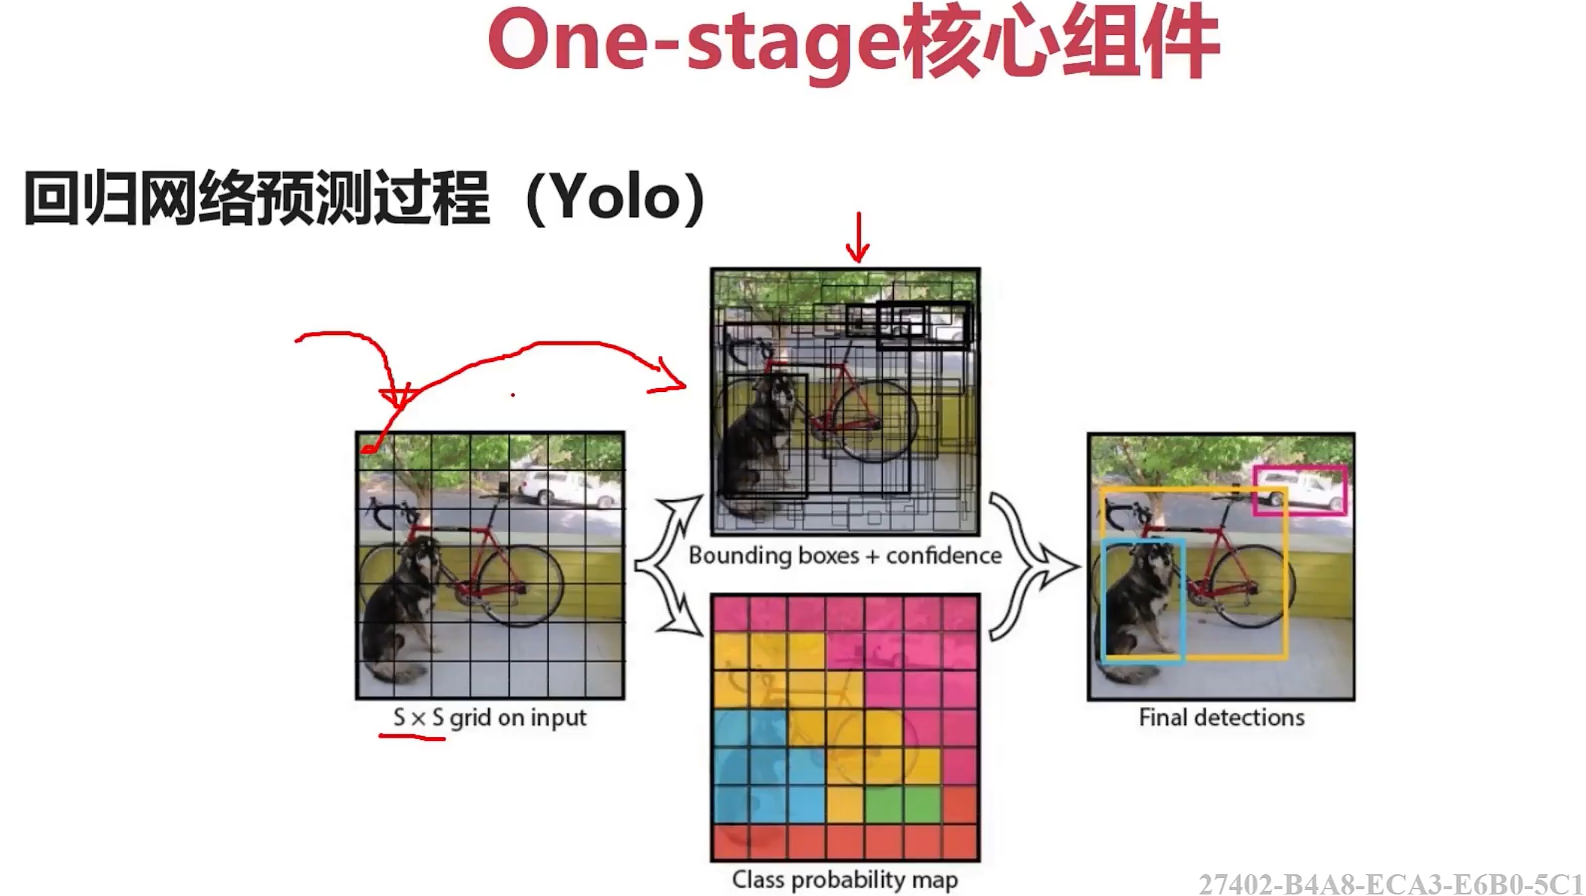 One-stage核心组件
回归网络预测过程（Yolo）
Bounding boxes + confidence
S × S grid on input
Final detections
Class probability map
27402-B4A8-ECA3-E6B0-5C1